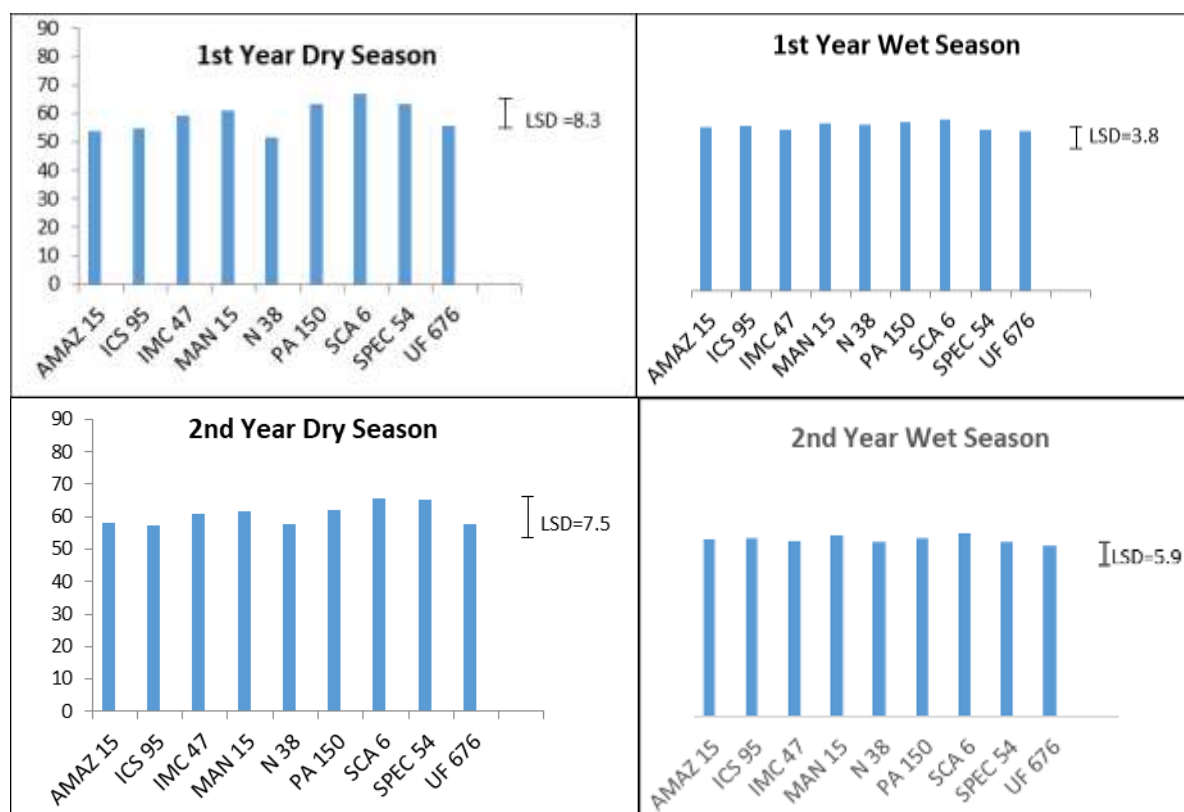 1st Year Dry Season
90
80
70
60
50
40
30
20
10
0
LSD =8.3
AMAZ 15
ICS 95
IMC 47
MAN 15
N 38
PA 150
SCA 6
SPEC 54
UF 676
1st Year Wet Season
LSD=3.8
AMAZ 15
ICS 95
IMC 47
MAN 15
N 38
PA 150
SCA 6
SPEC 54
UF 676
2nd Year Dry Season
90
80
70
60
50
40
30
20
10
0
LSD=7.5
AMAZ 15
ICS 95
IMC 47
MAN 15
N 38
PA 150
SCA 6
SPEC 54
UF 676
2nd Year Wet Season
LSD=5.9
AMAZ 15
ICS 95
IMC 47
MAN 15
N 38
PA 150
SCA 6
SPEC 54
UF 676